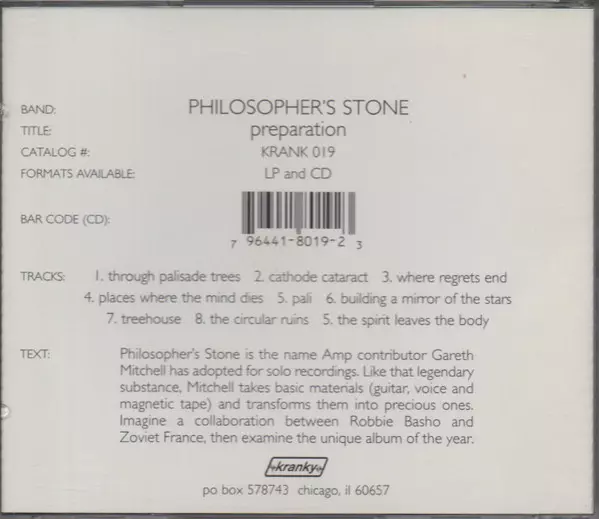 BAND: PHILOSOPHER'S STONE
TITLE: preparation
CATALOG #: KRANK 019
FORMATS AVAILABLE: LP and CD
BAR CODE (CD):
7 96441-8019-2 3
TRACKS: 1. through palisade trees 2. cathode cataract 3. where regrets end
4. places where the mind dies 5. pali 6. building a mirror of the stars
7. treehouse 8. the circular ruins 5. the spirit leaves the body
TEXT: Philosopher's Stone is the name Amp contributor Gareth
Mitchell has adopted for solo recordings. Like that legendary
substance, Mitchell takes basic materials (guitar, voice and
magnetic tape) and transforms them into precious ones.
Imagine a collaboration between Robbie Basho and
Zoviet France, then examine the unique album of the year.
kranky
po box 578743 chicago, il 60657